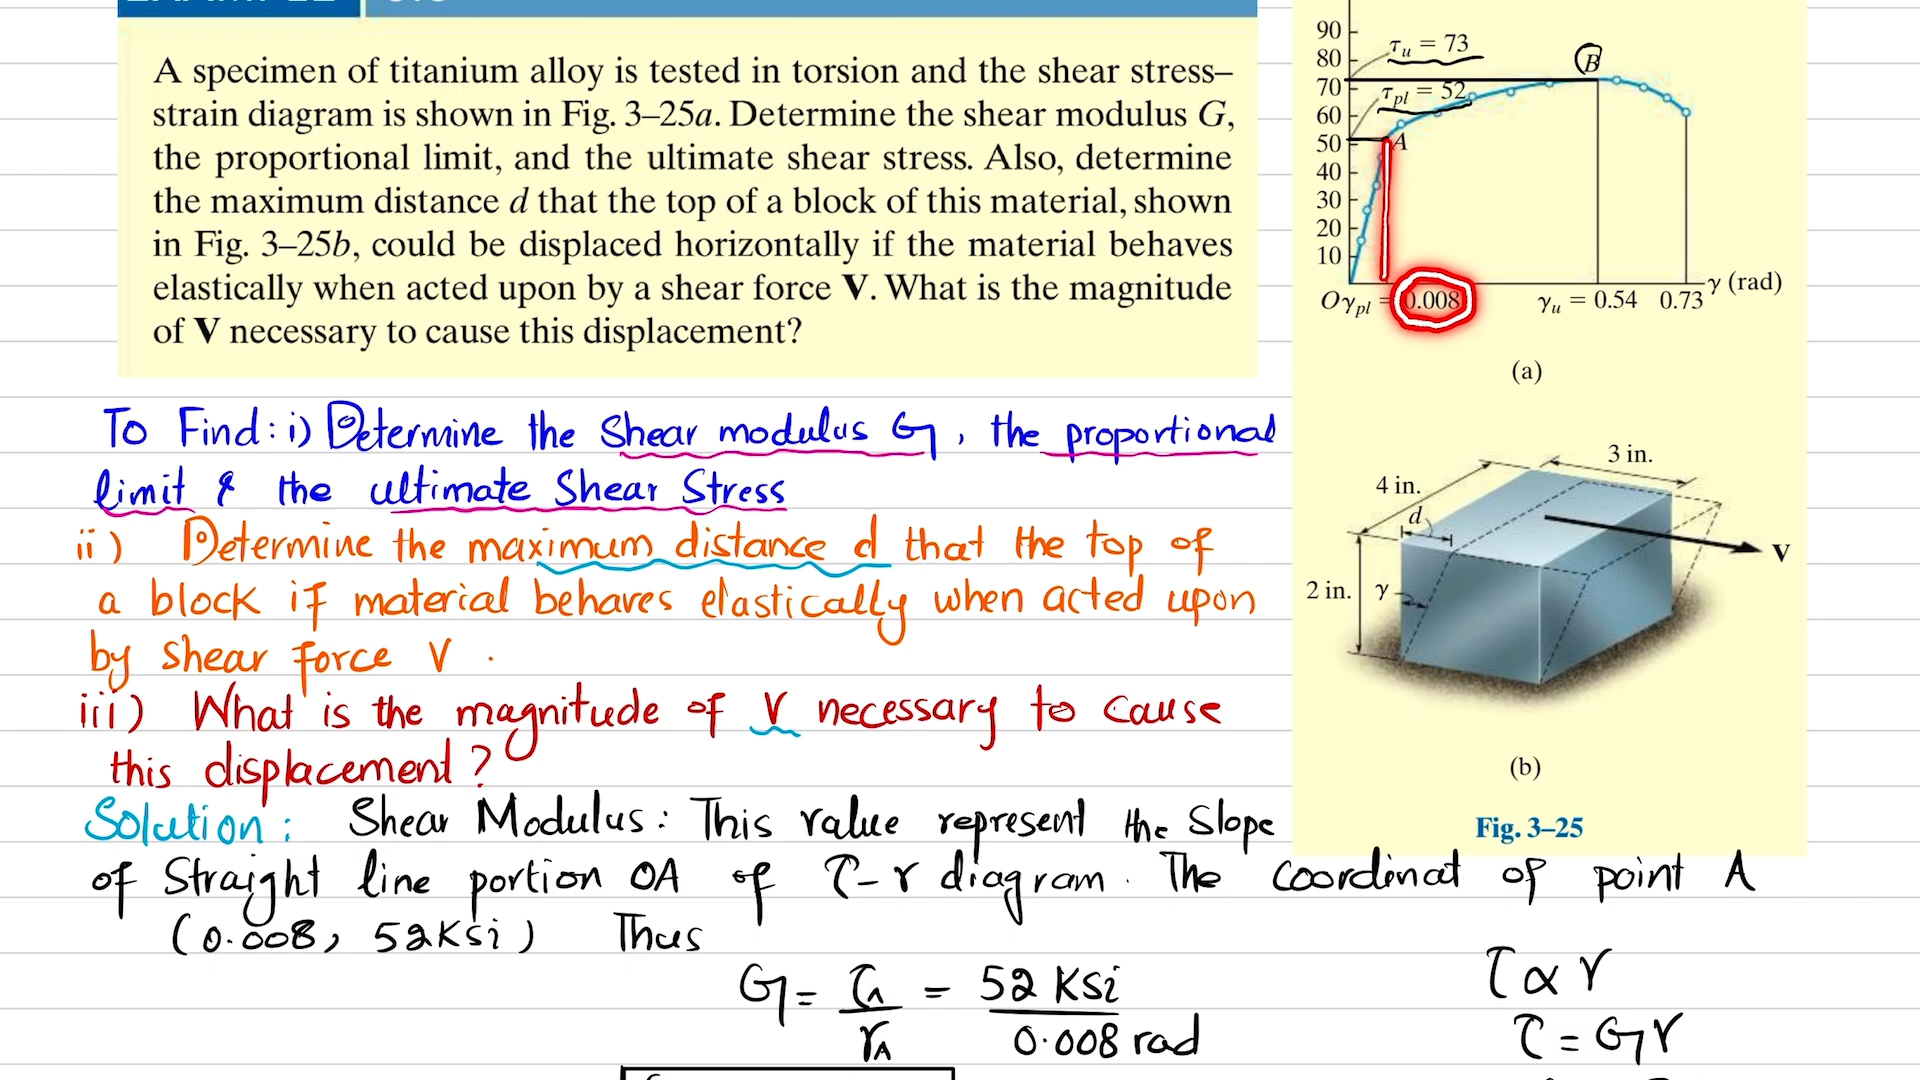 A specimen of titanium alloy is tested in torsion and the shear stress–
strain diagram is shown in Fig. 3–25a. Determine the shear modulus G,
the proportional limit, and the ultimate shear stress. Also, determine
the maximum distance d that the top of a block of this material, shown
in Fig. 3–25b, could be displaced horizontally if the material behaves
elastically when acted upon by a shear force V. What is the magnitude
of V necessary to cause this displacement?
90
80
70
60
50
40
30
20
10
τu = 73
B
τpl = 52
A
O γpl = 0.008
γu = 0.54 0.73
γ (rad)
(a)
3 in.
4 in.
d
V
2 in.
γ
(b)
Fig. 3–25
To Find: i) Determine the Shear modulus G, the proportional
limit & the ultimate Shear Stress
ii) Determine the maximum distance d that the top of
a block if material behaves elastically when acted upon
by shear force V.
iii) What is the magnitude of V necessary to cause
this displacement?
Solution: Shear Modulus: This value represent the Slope
of Straight line portion OA of τ-γ diagram. The coordinat of point A
(0.008, 52Ksi) Thus
G = τA/γA = 52 Ksi/0.008 rad
τ ∝ γ
τ = Gγ